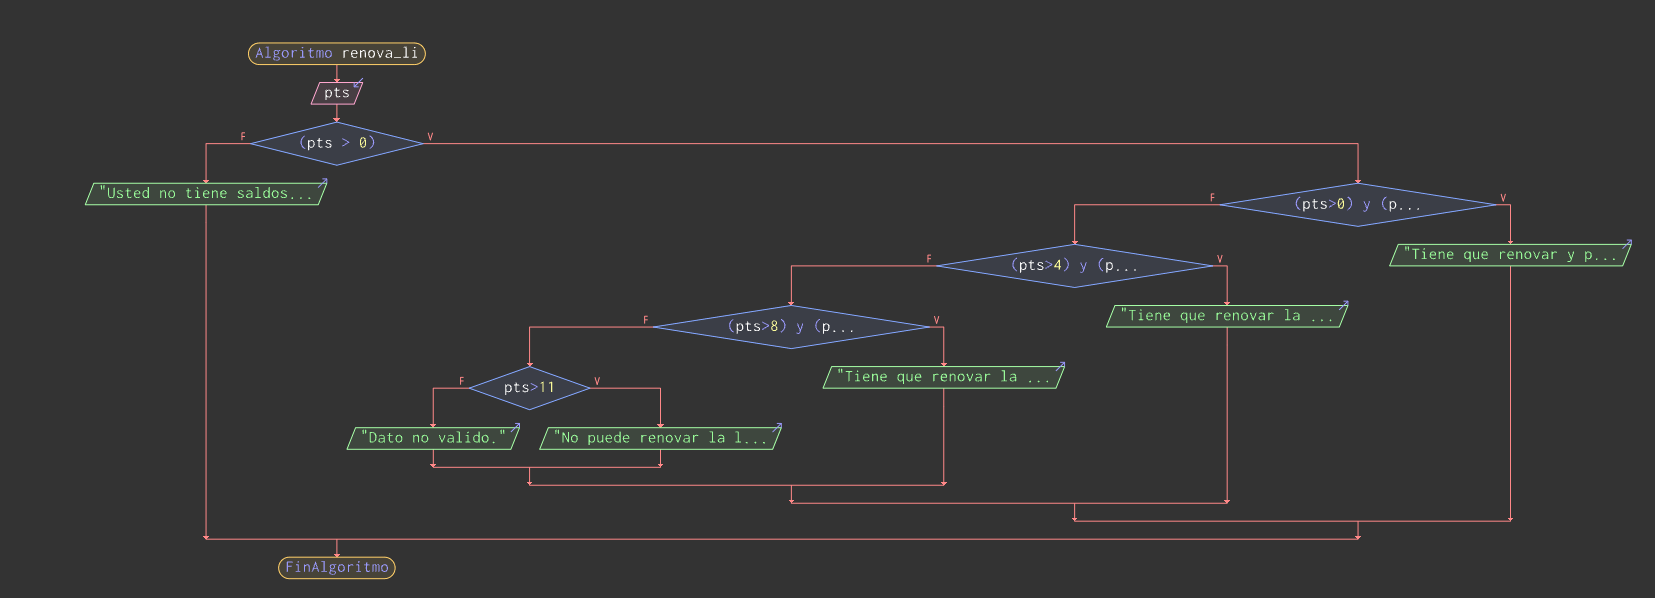 Algoritmo renova_li
pts
F
(pts > 0)
V
"Usted no tiene saldos...
F
(pts>0) y (p...
V
"Tiene que renovar y p...
F
(pts>4) y (p...
V
"Tiene que renovar la ...
F
(pts>8) y (p...
V
"Tiene que renovar la ...
F
pts>11
V
"Dato no valido."
"No puede renovar la l...
FinAlgoritmo